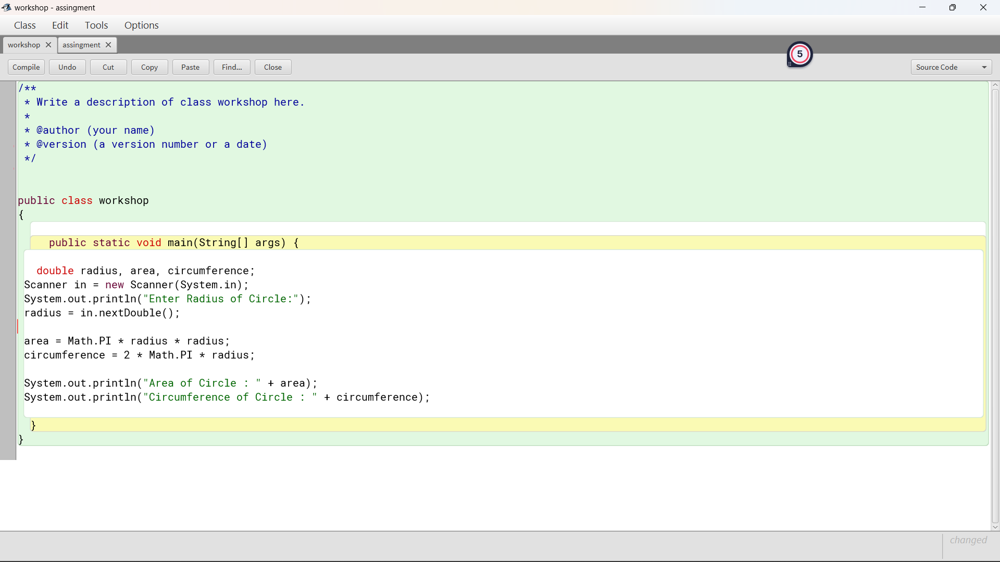 workshop - assingment
Class Edit Tools Options
workshop assingment
5
Compile Undo Cut Copy Paste Find... Close Source Code
/**
 * Write a description of class workshop here.
 *
 * @author (your name)
 * @version (a version number or a date)
 */
public class workshop
{
public static void main(String[] args) {
double radius, area, circumference;
Scanner in = new Scanner(System.in);
System.out.println("Enter Radius of Circle:");
radius = in.nextDouble();
area = Math.PI * radius * radius;
circumference = 2 * Math.PI * radius;
System.out.println("Area of Circle : " + area);
System.out.println("Circumference of Circle : " + circumference);
}
}
changed